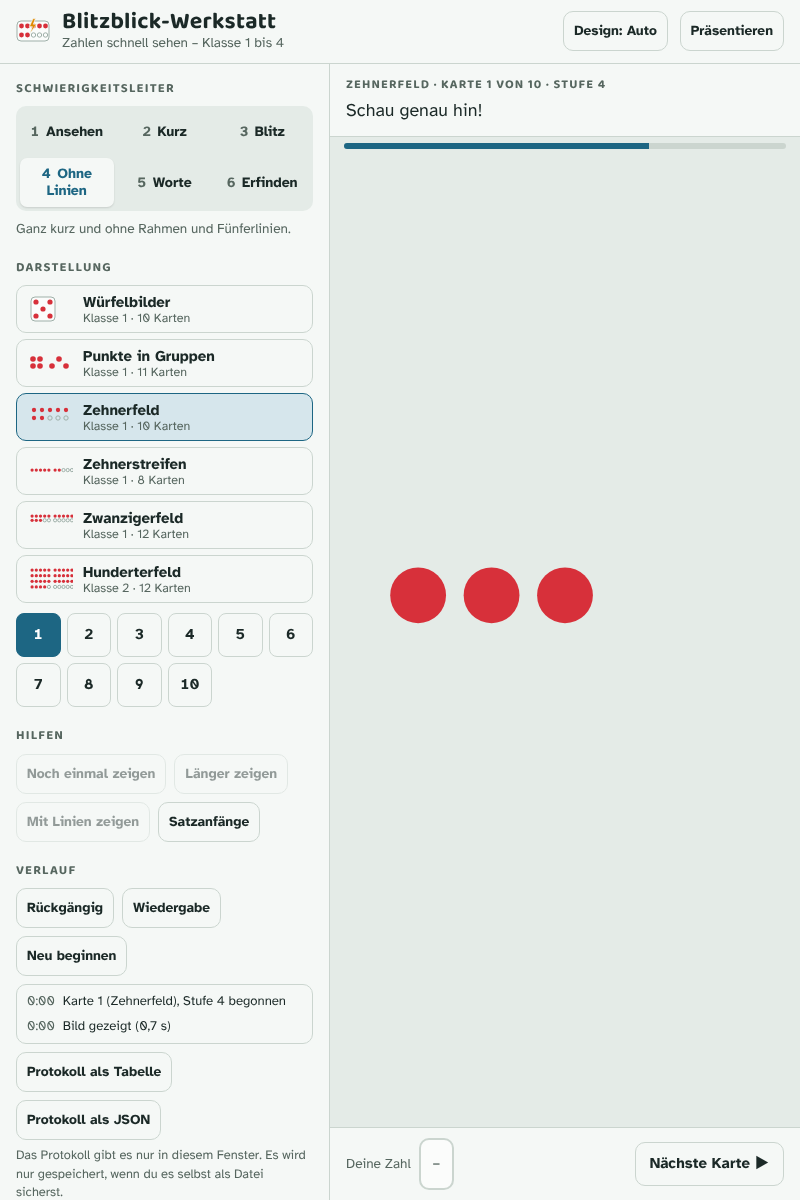 Blitzblick-Werkstatt
Zahlen schnell sehen – Klasse 1 bis 4
Design: Auto
Präsentieren
SCHWIERIGKEITSLEITER
1 Ansehen
2 Kurz
3 Blitz
4 Ohne
Linien
5 Worte
6 Erfinden
Ganz kurz und ohne Rahmen und Fünferlinien.
DARSTELLUNG
Würfelbilder
Klasse 1 · 10 Karten
Punkte in Gruppen
Klasse 1 · 11 Karten
Zehnerfeld
Klasse 1 · 10 Karten
Zehnerstreifen
Klasse 1 · 8 Karten
Zwanzigerfeld
Klasse 1 · 12 Karten
Hunderterfeld
Klasse 2 · 12 Karten
1 2 3 4 5 6
7 8 9 10
HILFEN
Noch einmal zeigen
Länger zeigen
Mit Linien zeigen
Satzanfänge
VERLAUF
Rückgängig
Wiedergabe
Neu beginnen
0:00 Karte 1 (Zehnerfeld), Stufe 4 begonnen
0:00 Bild gezeigt (0,7 s)
Protokoll als Tabelle
Protokoll als JSON
Das Protokoll gibt es nur in diesem Fenster. Es wird
nur gespeichert, wenn du es selbst als Datei
sicherst.
ZEHNERFELD · KARTE 1 VON 10 · STUFE 4
Schau genau hin!
Deine Zahl –
Nächste Karte ▶